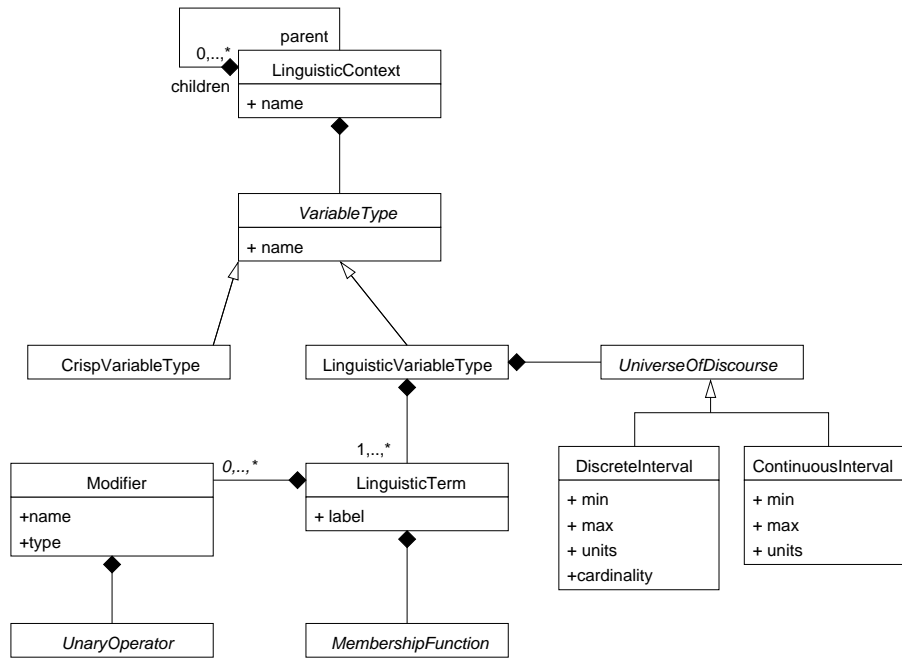 parent
0,..,*
LinguisticContext
children
+ name
VariableType
+ name
CrispVariableType
LinguisticVariableType
UniverseOfDiscourse
0,..,*
1,..,*
Modifier
LinguisticTerm
DiscreteInterval
ContinuousInterval
+name
+type
+ label
+ min
+ max
+ units
+cardinality
+ min
+ max
+ units
UnaryOperator
MembershipFunction